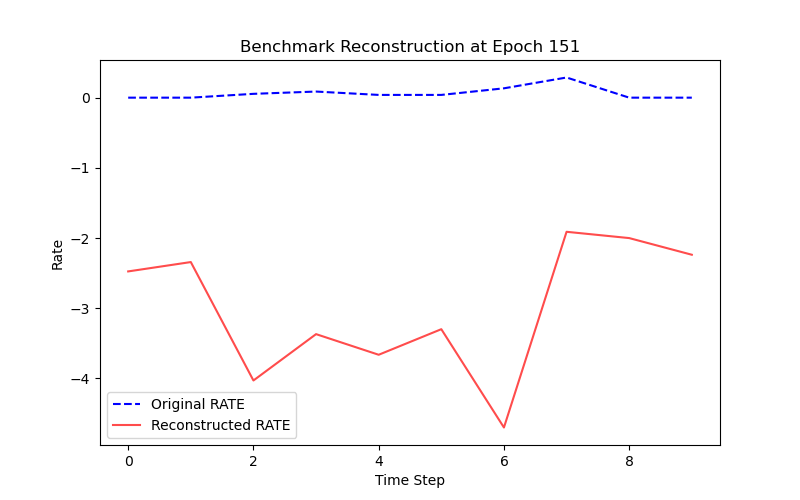 Benchmark Reconstruction at Epoch 151
Rate
0
−1
−2
−3
−4
Original RATE
Reconstructed RATE
0 2 4 6 8
Time Step